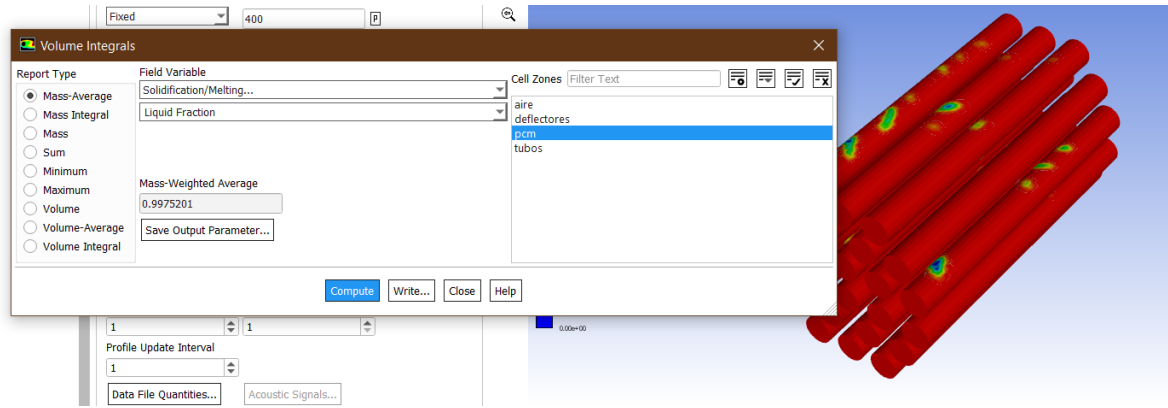 Fixed
400
P
Volume Integrals
Report Type
Mass-Average
Mass Integral
Mass
Sum
Minimum
Maximum
Volume
Volume-Average
Volume Integral
Field Variable
Solidification/Melting...
Liquid Fraction
Mass-Weighted Average
0.9975201
Save Output Parameter...
Cell Zones
Filter Text
aire
deflectores
pcm
tubos
Compute
Write...
Close
Help
1
1
Profile Update Interval
1
Data File Quantities...
Acoustic Signals...
0.00e+00